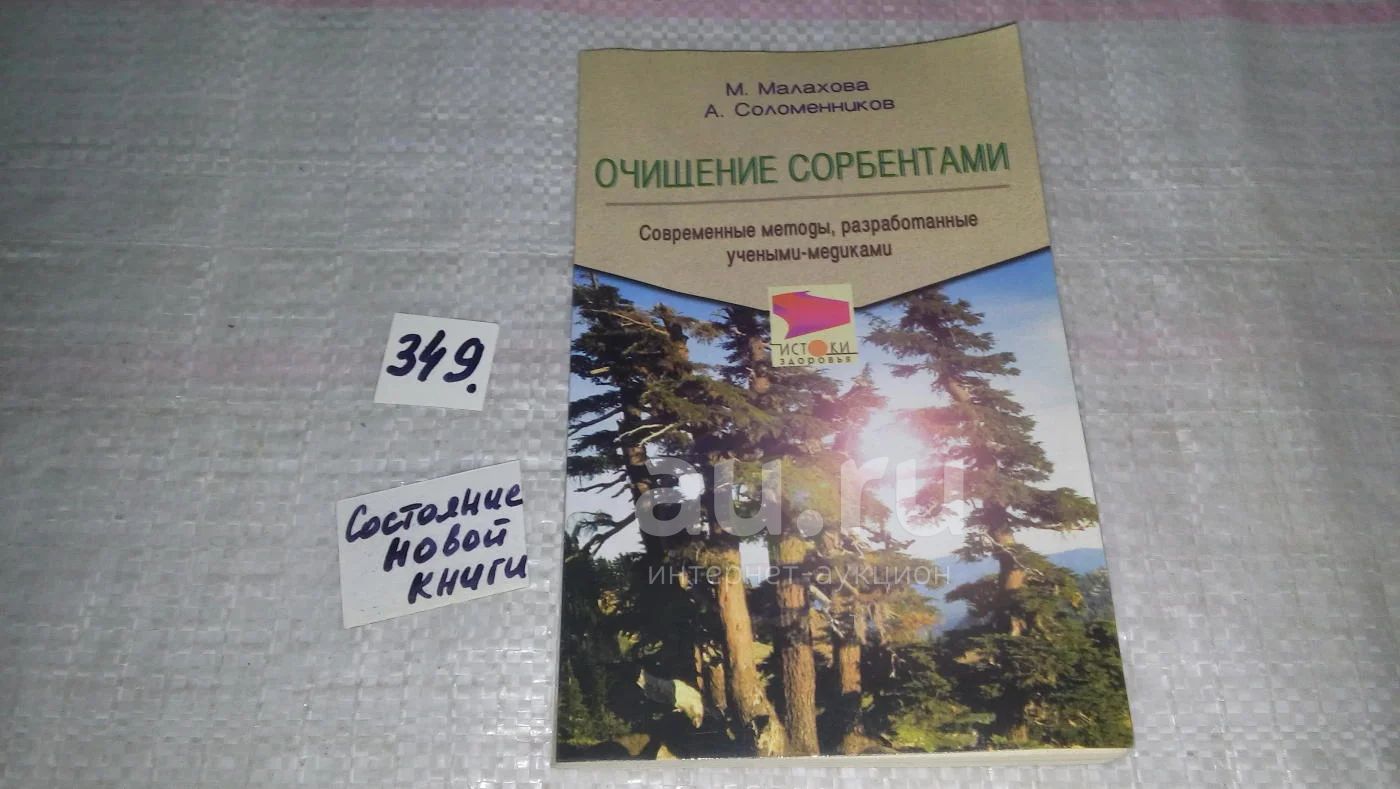 М. Малахова
А. Соломенников
ОЧИЩЕНИЕ СОРБЕНТАМИ
Современные методы, разработанные
учеными-медиками
ИСТОКИ
ЗДОРОВЬЯ
349.
Состояние
новой
книги
au.ru
интернет-аукцион